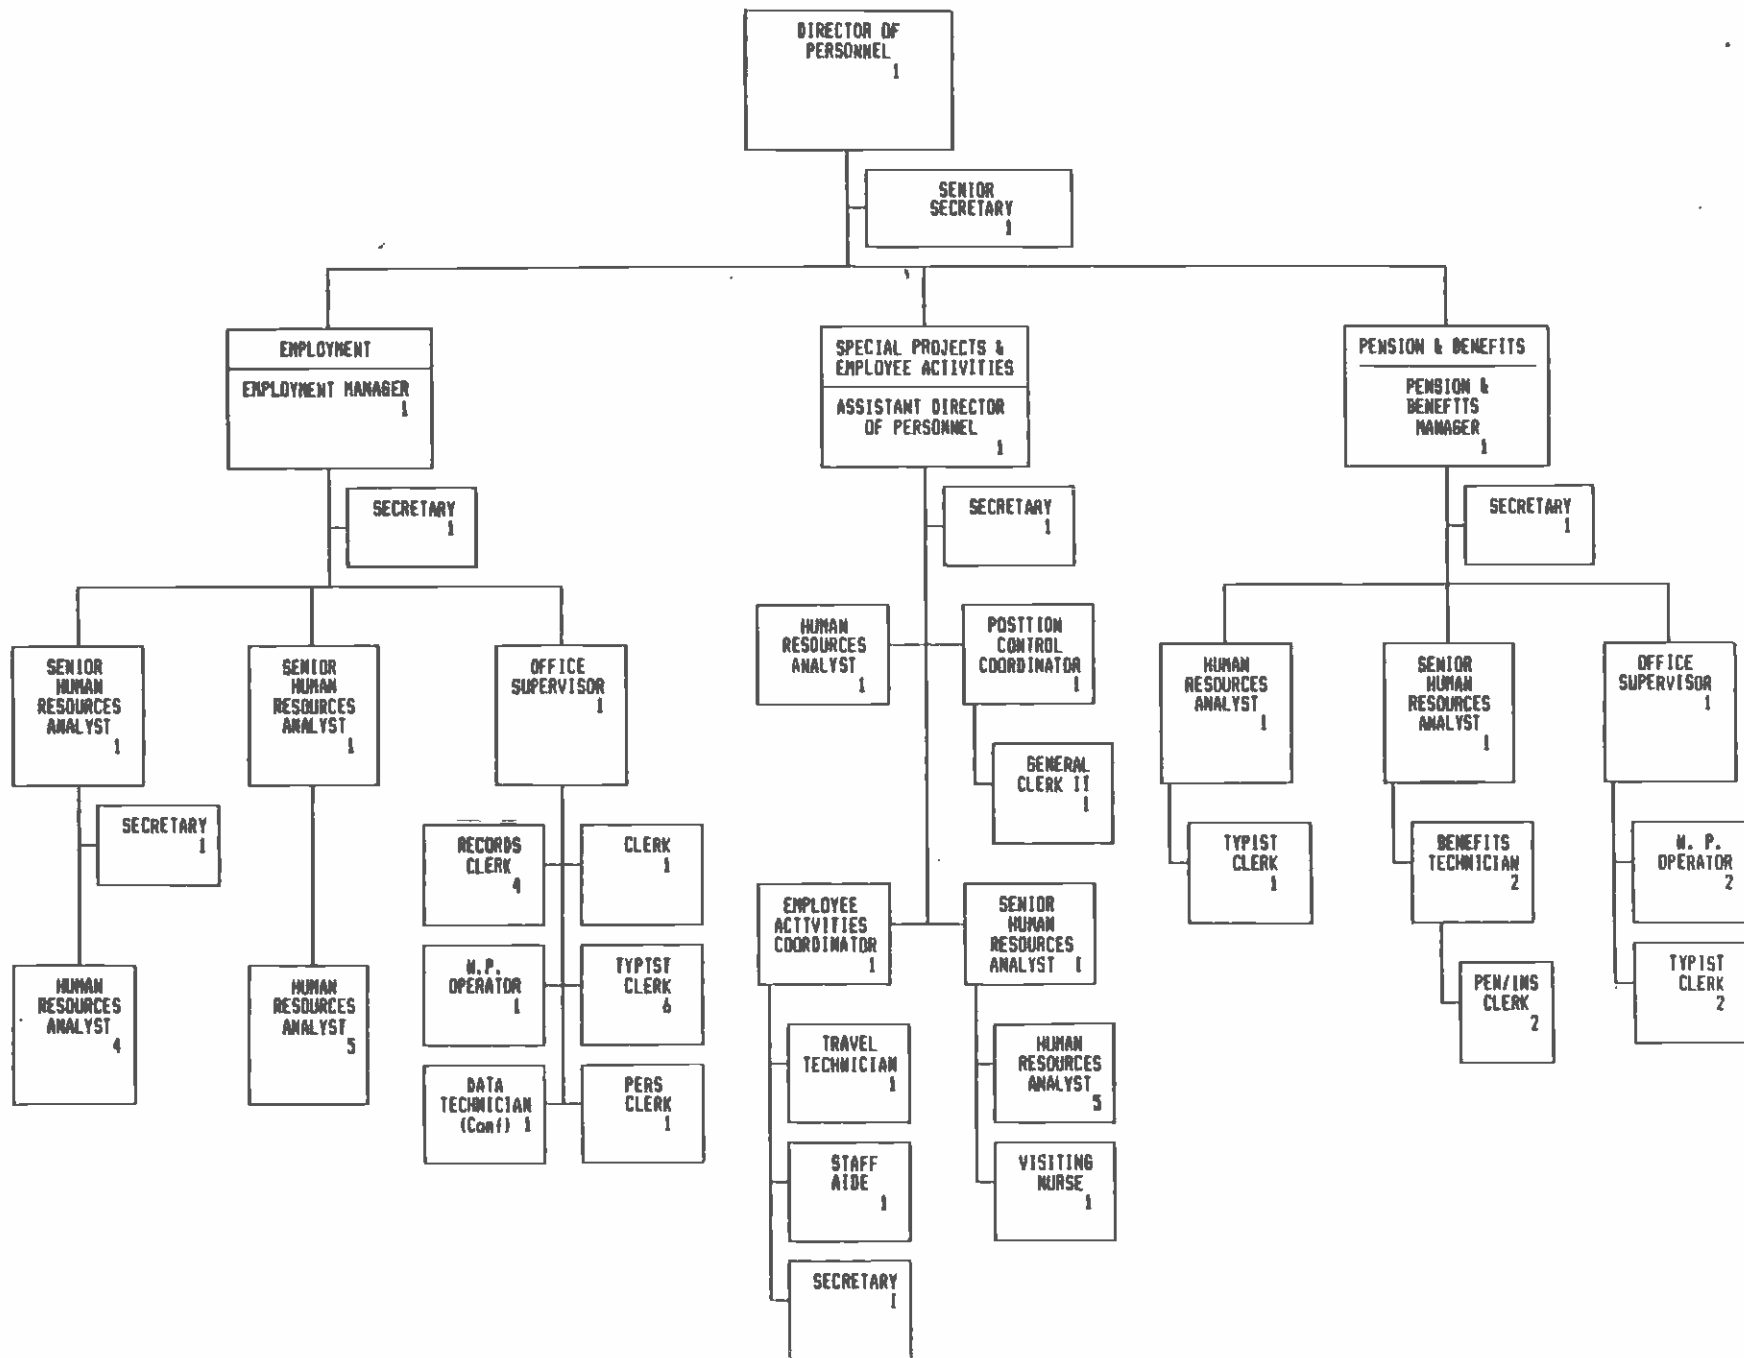 DIRECTOR OF
PERSONNEL
1
SENIOR
SECRETARY
1
EMPLOYMENT
EMPLOYMENT MANAGER
1
SECRETARY
1
SENIOR
HUMAN
RESOURCES
ANALYST
1
SECRETARY
1
HUMAN
RESOURCES
ANALYST
4
SENIOR
HUMAN
RESOURCES
ANALYST
1
HUMAN
RESOURCES
ANALYST
5
OFFICE
SUPERVISOR
1
RECORDS
CLERK
4
CLERK
1
W.P.
OPERATOR
1
TYPIST
CLERK
6
DATA
TECHNICIAN
(Conf) 1
PERS
CLERK
1
SPECIAL PROJECTS &
EMPLOYEE ACTIVITIES
ASSISTANT DIRECTOR
OF PERSONNEL
1
SECRETARY
1
HUMAN
RESOURCES
ANALYST
1
POSITION
CONTROL
COORDINATOR
1
GENERAL
CLERK II
1
EMPLOYEE
ACTIVITIES
COORDINATOR
1
TRAVEL
TECHNICIAN
1
STAFF
AIDE
1
SECRETARY
1
SENIOR
HUMAN
RESOURCES
ANALYST 1
HUMAN
RESOURCES
ANALYST
5
VISITING
NURSE
1
PENSION & BENEFITS
PENSION &
BENEFITS
MANAGER
1
SECRETARY
1
HUMAN
RESOURCES
ANALYST
1
TYPIST
CLERK
1
SENIOR
HUMAN
RESOURCES
ANALYST
1
BENEFITS
TECHNICIAN
2
PEN/INS
CLERK
2
OFFICE
SUPERVISOR
1
W. P.
OPERATOR
2
TYPIST
CLERK
2